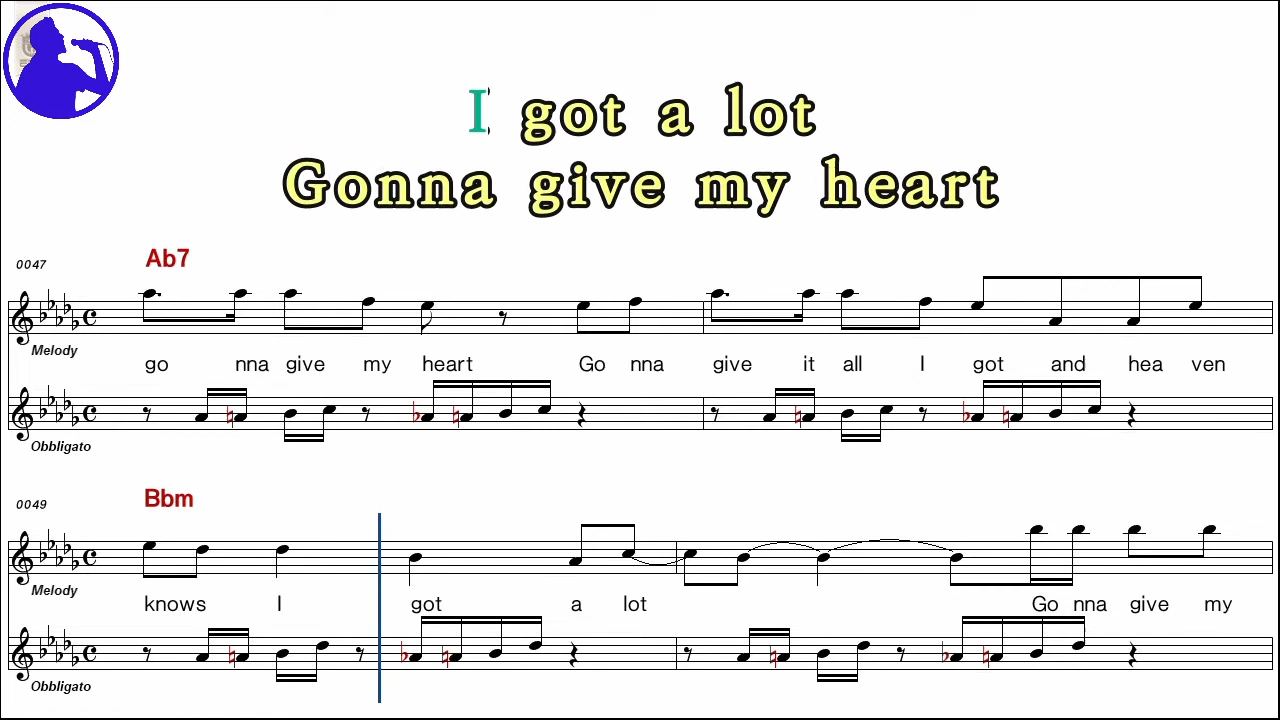 I got a lot
Gonna give my heart
0047
Ab7
Melody
go nna give my heart Go nna give it all I got and hea ven
Obbligato
0049
Bbm
Melody
knows I got a lot Go nna give my
Obbligato